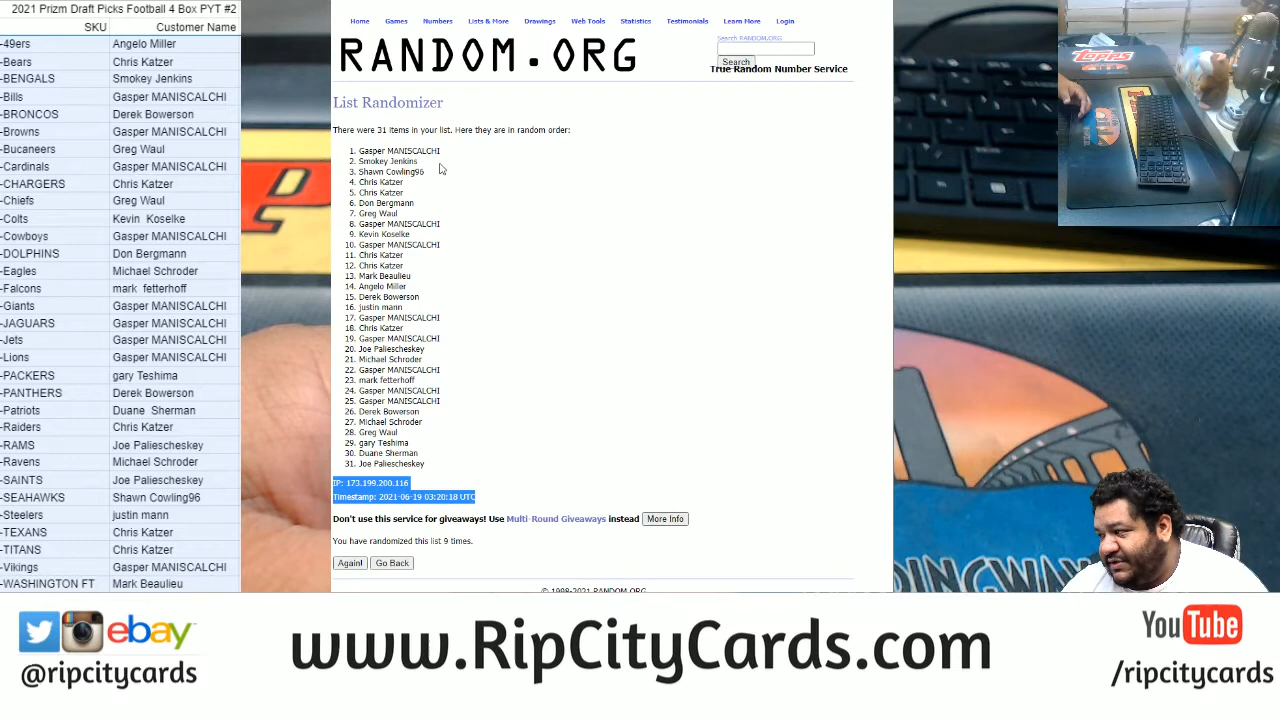 2021 Prizm Draft Picks Football 4 Box PYT #2
SKU Customer Name
-49ers Angelo Miller
-Bears Chris Katzer
-BENGALS Smokey Jenkins
-Bills Gasper MANISCALCHI
-BRONCOS Derek Bowerson
-Browns Gasper MANISCALCHI
-Bucaneers Greg Waul
-Cardinals Gasper MANISCALCHI
-CHARGERS Chris Katzer
-Chiefs Greg Waul
-Colts Kevin Koselke
-Cowboys Gasper MANISCALCHI
-DOLPHINS Don Bergmann
-Eagles Michael Schroder
-Falcons mark fetterhoff
-Giants Gasper MANISCALCHI
-JAGUARS Gasper MANISCALCHI
-Jets Gasper MANISCALCHI
-Lions Gasper MANISCALCHI
-PACKERS gary Teshima
-PANTHERS Derek Bowerson
-Patriots Duane Sherman
-Raiders Chris Katzer
-RAMS Joe Paliescheskey
-Ravens Michael Schroder
-SAINTS Joe Paliescheskey
-SEAHAWKS Shawn Cowling96
-Steelers justin mann
-TEXANS Chris Katzer
-TITANS Chris Katzer
-Vikings Gasper MANISCALCHI
-WASHINGTON FT Mark Beaulieu
Home Games Numbers Lists & More Drawings Web Tools Statistics Testimonials Learn More Login
RANDOM.ORG
Search RANDOM.ORG
Search
True Random Number Service
List Randomizer
There were 31 items in your list. Here they are in random order:
1. Gasper MANISCALCHI
2. Smokey Jenkins
3. Shawn Cowling96
4. Chris Katzer
5. Chris Katzer
6. Don Bergmann
7. Greg Waul
8. Gasper MANISCALCHI
9. Kevin Koselke
10. Gasper MANISCALCHI
11. Chris Katzer
12. Chris Katzer
13. Mark Beaulieu
14. Angelo Miller
15. Derek Bowerson
16. justin mann
17. Gasper MANISCALCHI
18. Chris Katzer
19. Gasper MANISCALCHI
20. Joe Paliescheskey
21. Michael Schroder
22. Gasper MANISCALCHI
23. mark fetterhoff
24. Gasper MANISCALCHI
25. Gasper MANISCALCHI
26. Derek Bowerson
27. Michael Schroder
28. Greg Waul
29. gary Teshima
30. Duane Sherman
31. Joe Paliescheskey
IP: 173.199.200.116
Timestamp: 2021-06-19 03:20:18 UTC
Don't use this service for giveaways! Use Multi-Round Giveaways instead More Info
You have randomized this list 9 times.
Again! Go Back
© 1998-2021 RANDOM.ORG
Topps
DINGWA
ebay
@ripcitycards
www.RipCityCards.com
YouTube
/ripcitycards